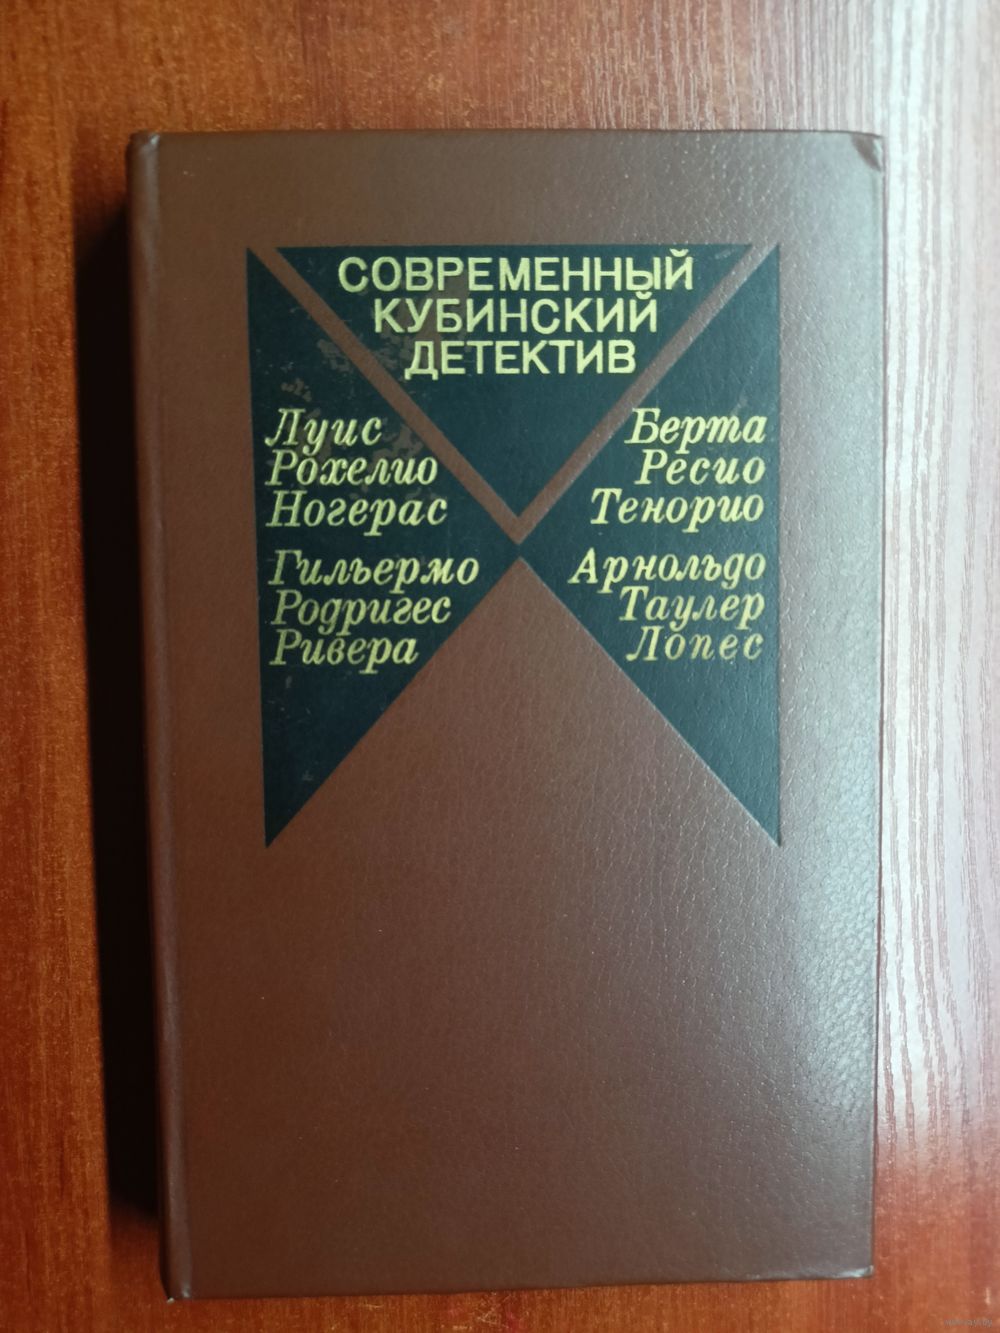 СОВРЕМЕННЫЙ
КУБИНСКИЙ
ДЕТЕКТИВ
Луис
Рохелио
Ногерас
Гильермо
Родригес
Ривера
Берта
Ресио
Тенорио
Арнольдо
Таулер
Лопес